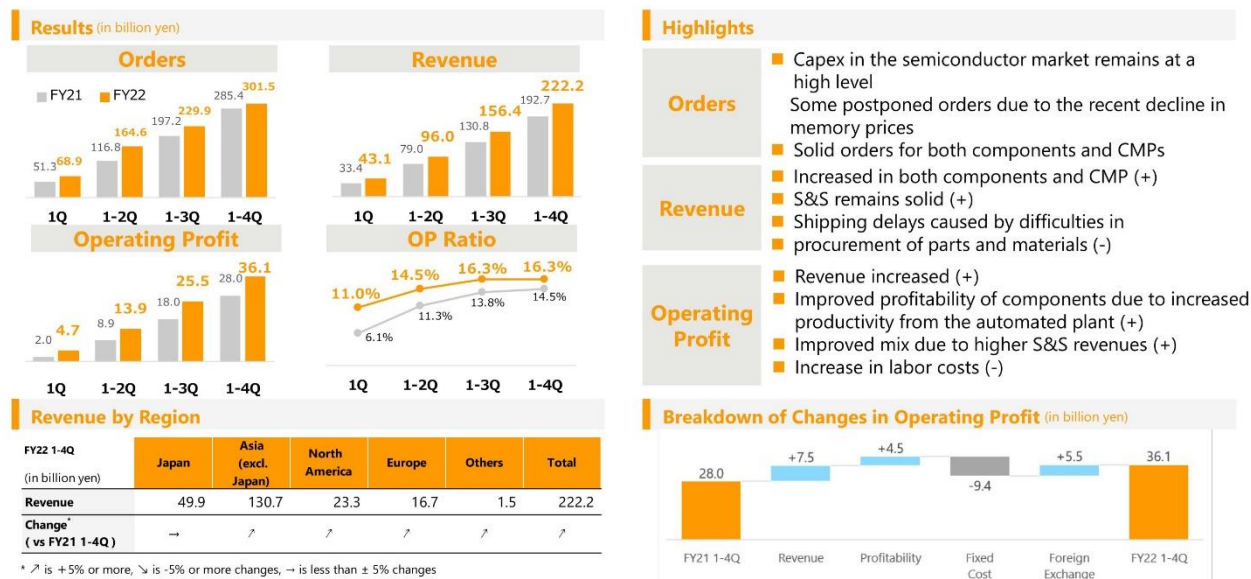 Results (in billion yen)
Orders
FY21 FY22
51.3 68.9 116.8 164.6 197.2 229.9 285.4 301.5
1Q 1-2Q 1-3Q 1-4Q
Revenue
33.4 43.1 79.0 96.0 130.8 156.4 192.7 222.2
1Q 1-2Q 1-3Q 1-4Q
Operating Profit
2.0 4.7 8.9 13.9 18.0 25.5 28.0 36.1
1Q 1-2Q 1-3Q 1-4Q
OP Ratio
11.0% 14.5% 16.3% 16.3%
6.1% 11.3% 13.8% 14.5%
1Q 1-2Q 1-3Q 1-4Q
Revenue by Region
FY22 1-4Q
(in billion yen)
Japan
Asia
(excl.
Japan)
North
America
Europe
Others
Total
Revenue 49.9 130.7 23.3 16.7 1.5 222.2
Change*
( vs FY21 1-4Q ) → ↗ ↗ ↗ ↗ ↗
* ↗ is +5% or more, ↘ is -5% or more changes, → is less than ± 5% changes
Highlights
Orders
■ Capex in the semiconductor market remains at a
high level
Some postponed orders due to the recent decline in
memory prices
■ Solid orders for both components and CMPs
Revenue
■ Increased in both components and CMP (+)
■ S&S remains solid (+)
■ Shipping delays caused by difficulties in
■ procurement of parts and materials (-)
Operating
Profit
■ Revenue increased (+)
■ Improved profitability of components due to increased
productivity from the automated plant (+)
■ Improved mix due to higher S&S revenues (+)
■ Increase in labor costs (-)
Breakdown of Changes in Operating Profit (in billion yen)
28.0 +7.5 +4.5 -9.4 +5.5 36.1
FY21 1-4Q Revenue Profitability Fixed
Cost
Foreign
Exchange
FY22 1-4Q